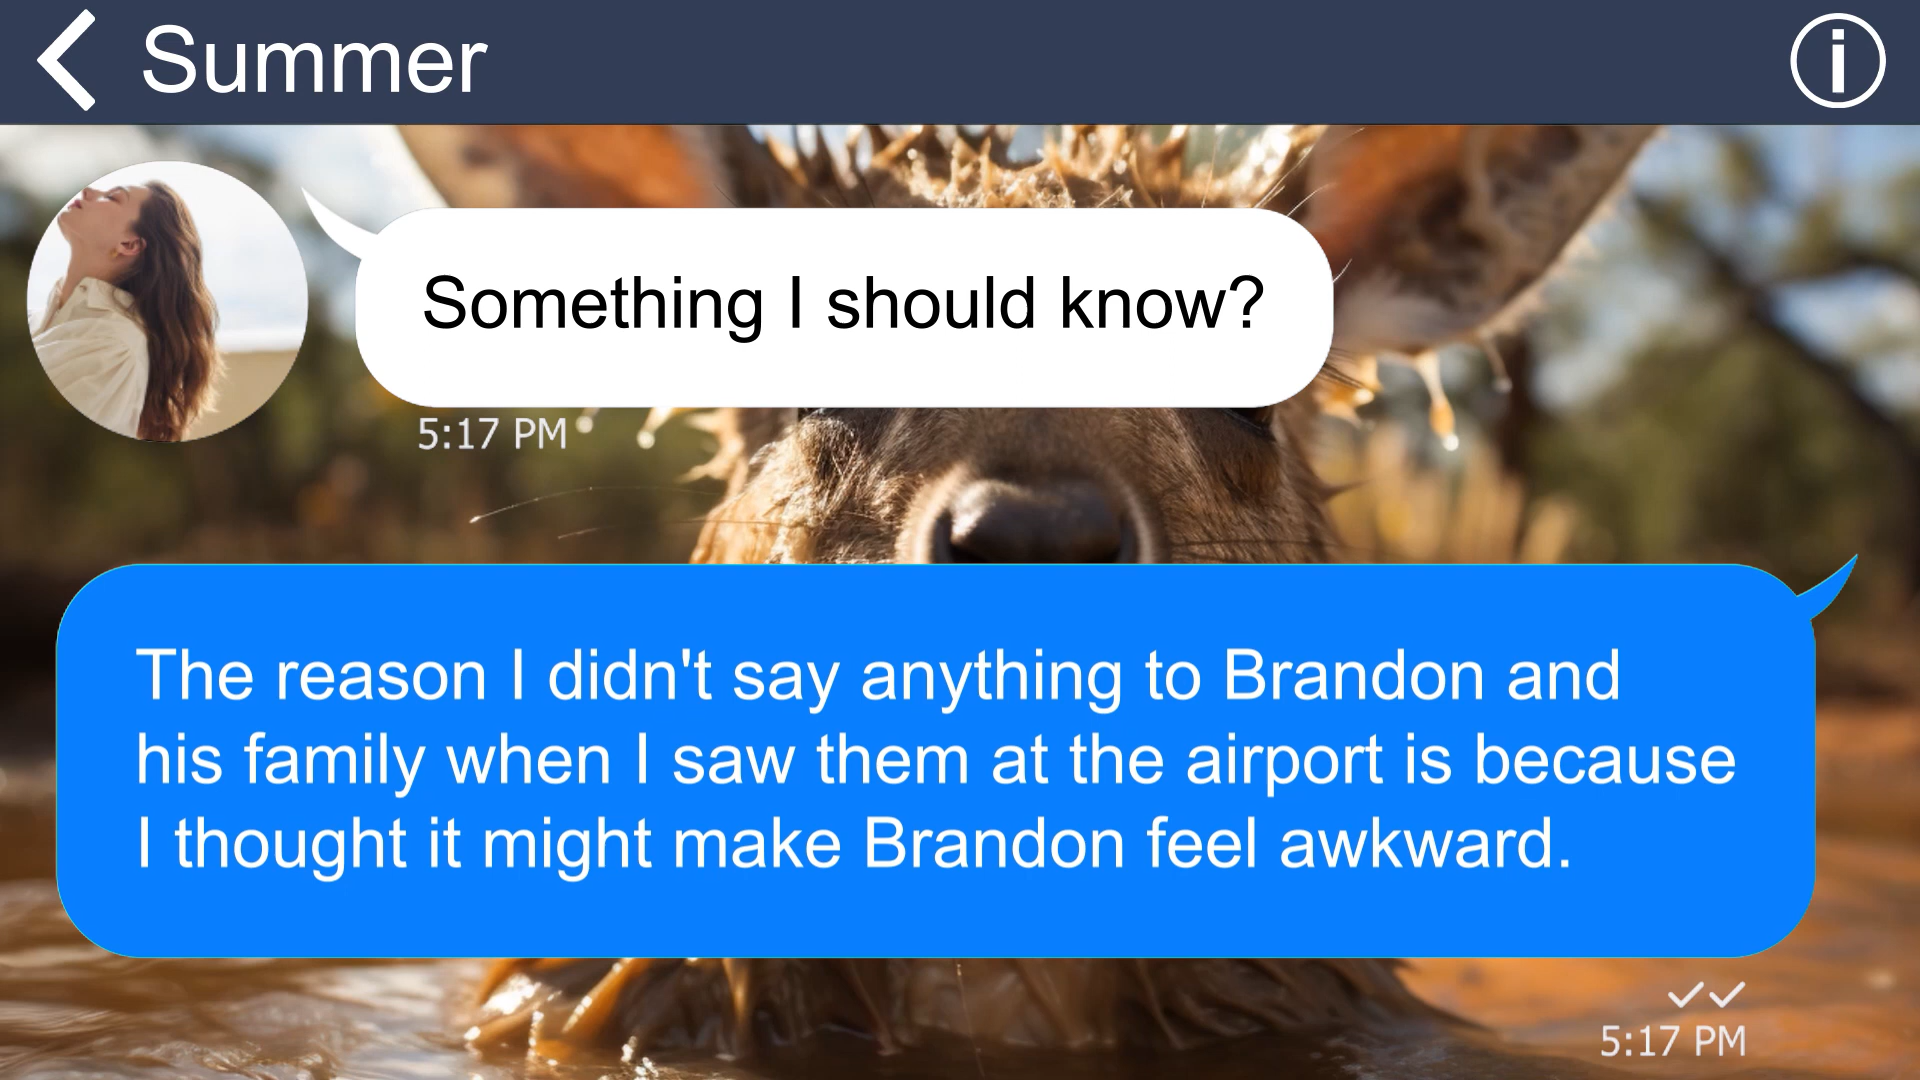 Summer
Something I should know?
5:17 PM
The reason I didn't say anything to Brandon and
his family when I saw them at the airport is because
I thought it might make Brandon feel awkward.
5:17 PM